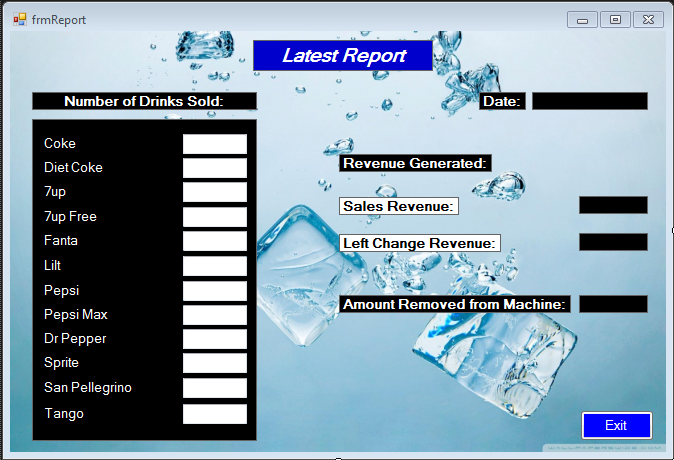 frmReport
Latest Report
Number of Drinks Sold:
Date:
Coke
Diet Coke
7up
7up Free
Fanta
Lilt
Pepsi
Pepsi Max
Dr Pepper
Sprite
San Pellegrino
Tango
Revenue Generated:
Sales Revenue:
Left Change Revenue:
Amount Removed from Machine:
Exit